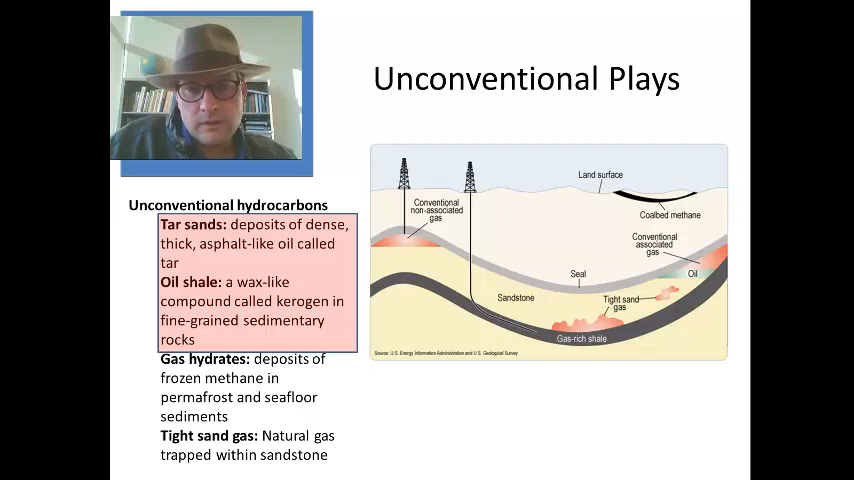 Unconventional Plays
Unconventional hydrocarbons
Tar sands: deposits of dense,
thick, asphalt-like oil called
tar
Oil shale: a wax-like
compound called kerogen in
fine-grained sedimentary
rocks
Gas hydrates: deposits of
frozen methane in
permafrost and seafloor
sediments
Tight sand gas: Natural gas
trapped within sandstone
Land surface
Conventional
non-associated
gas
Coalbed methane
Conventional
associated
gas
Seal
Oil
Sandstone
Tight sand
gas
Gas-rich shale
Source: U.S. Energy Information Administration and U.S. Geological Survey